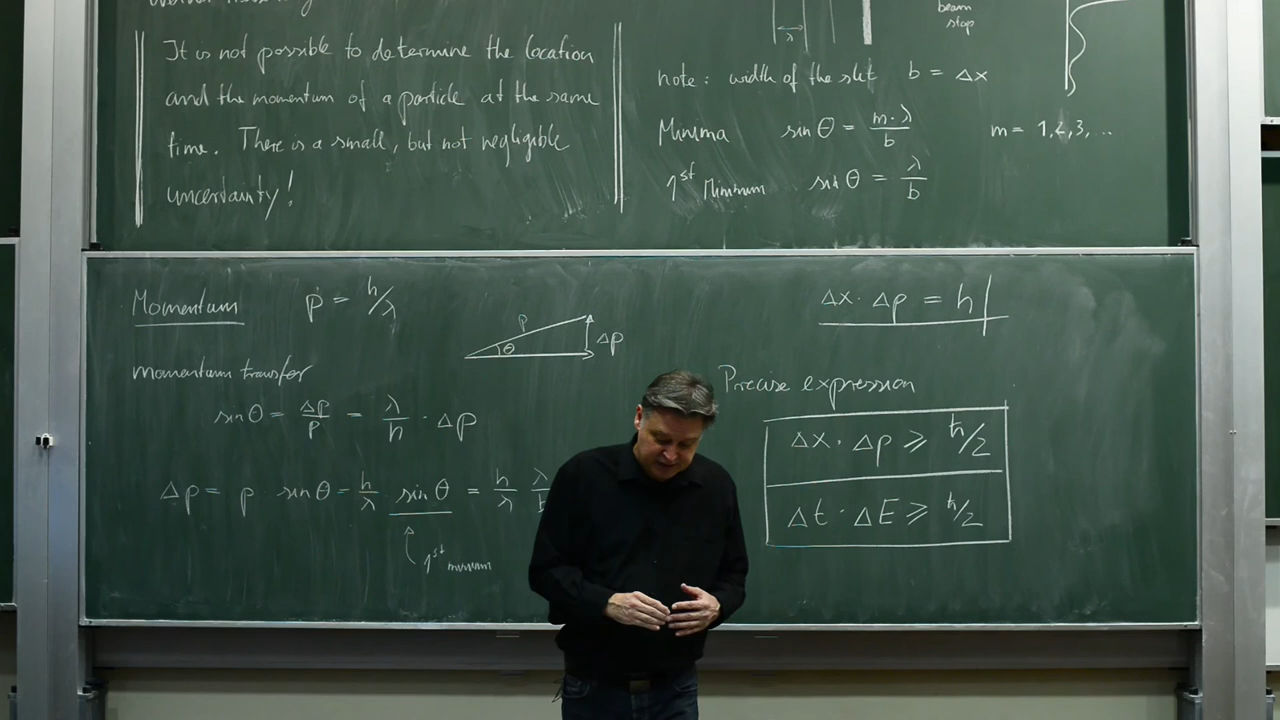 It is not possible to determine the location
and the momentum of a particle at the same
time. There is a small, but not negligible
uncertainty!
beam
stop
λ
note: width of the slit b = Δx
Minima sin θ = m·λ/b m = 1,2,3,...
1st Minimum sin θ = λ/b
Momentum p = h/λ
p θ Δp
momentum transfer
sin θ = Δp/p = λ/h · Δp
Δp = p sin θ = h/λ sin θ = h/λ λ
1st minimum
Δx · Δp = h
Precise expression
Δx · Δp ⩾ ħ/2
Δt · ΔE ⩾ ħ/2